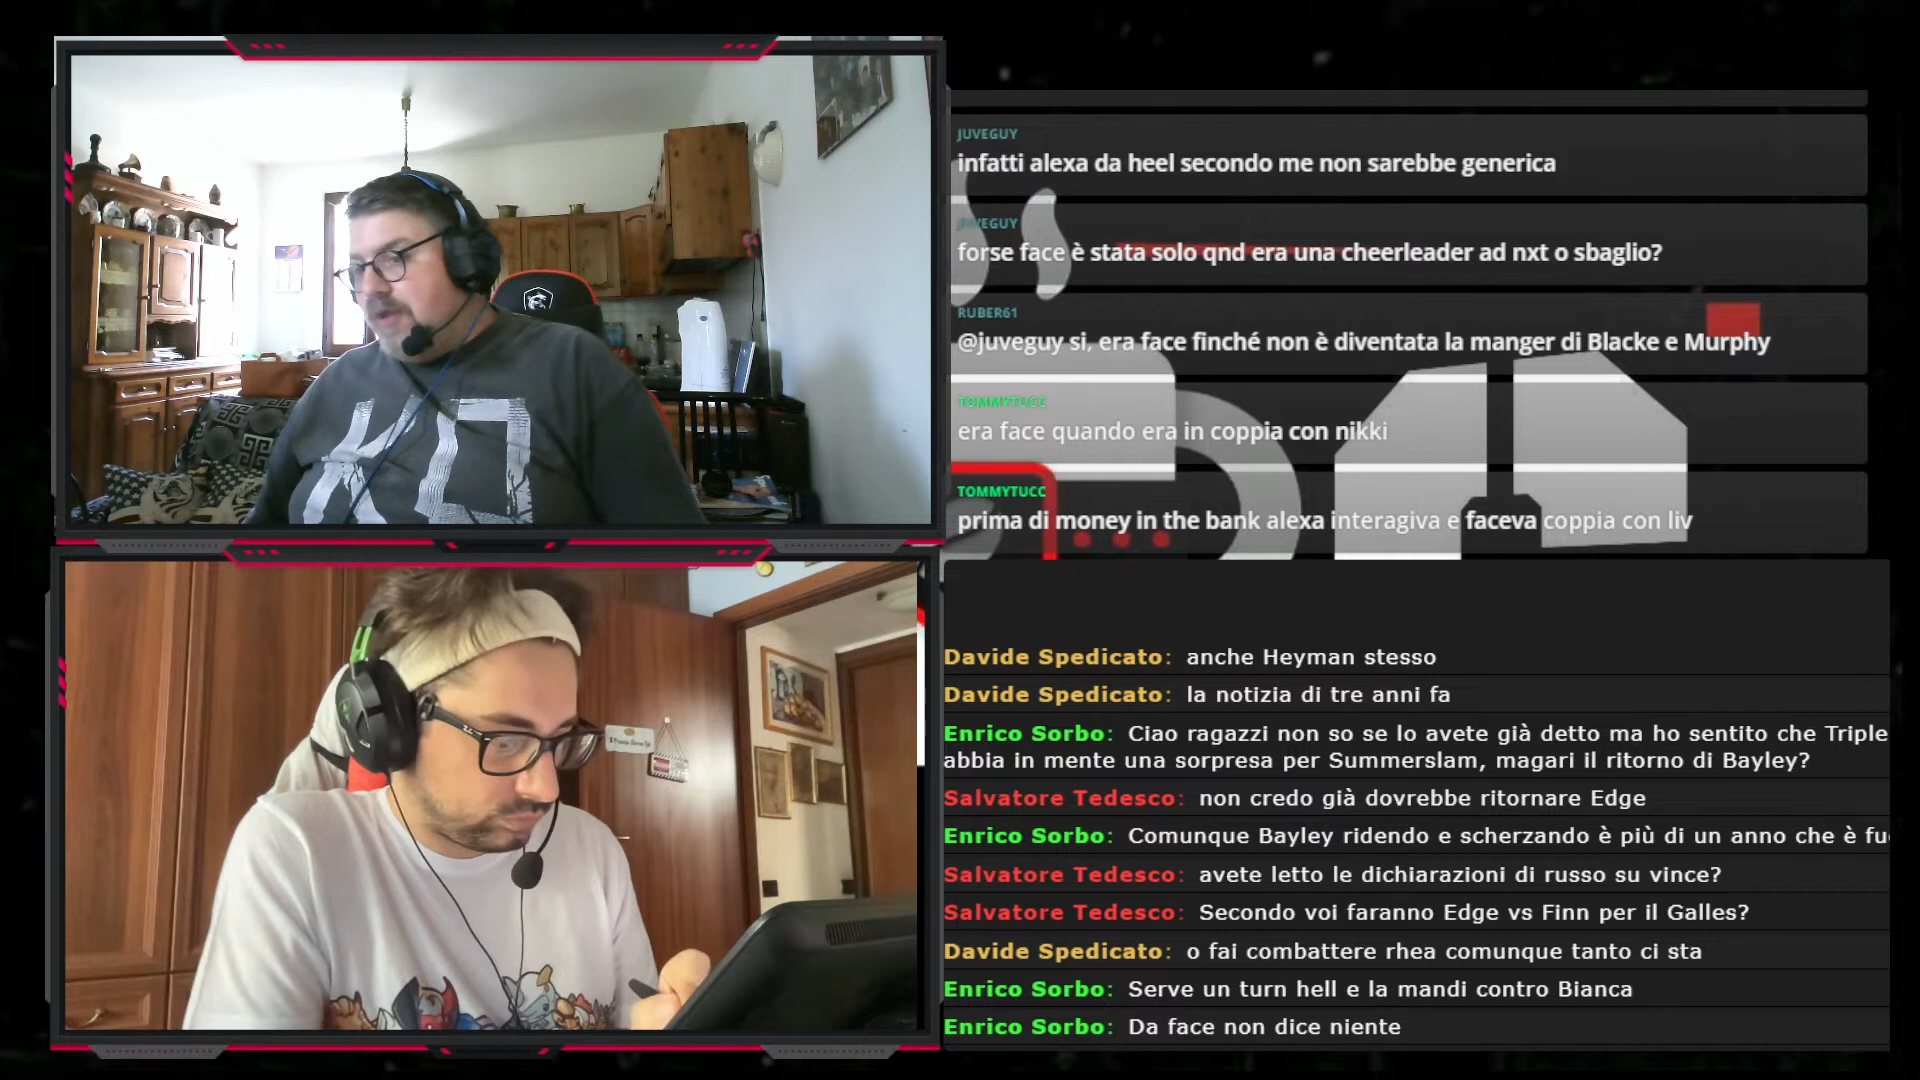 JUVEGUY
infatti alexa da heel secondo me non sarebbe generica
JUVEGUY
forse face è stata solo qnd era una cheerleader ad nxt o sbaglio?
RUBER61
@juveguy si, era face finché non è diventata la manger di Blacke e Murphy
TOMMYTUCC
era face quando era in coppia con nikki
TOMMYTUCC
prima di money in the bank alexa interagiva e faceva coppia con liv
KO
Davide Spedicato: anche Heyman stesso
Davide Spedicato: la notizia di tre anni fa
Enrico Sorbo: Ciao ragazzi non so se lo avete già detto ma ho sentito che Triple
abbia in mente una sorpresa per Summerslam, magari il ritorno di Bayley?
Salvatore Tedesco: non credo già dovrebbe ritornare Edge
Enrico Sorbo: Comunque Bayley ridendo e scherzando è più di un anno che è fu
Salvatore Tedesco: avete letto le dichiarazioni di russo su vince?
Salvatore Tedesco: Secondo voi faranno Edge vs Finn per il Galles?
Davide Spedicato: o fai combattere rhea comunque tanto ci sta
Enrico Sorbo: Serve un turn hell e la mandi contro Bianca
Enrico Sorbo: Da face non dice niente